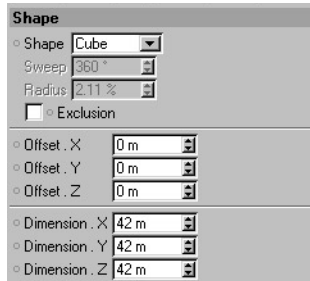 Shape
Shape Cube
Sweep 360 °
Radius 2.11 %
Exclusion
Offset . X 0 m
Offset . Y 0 m
Offset . Z 0 m
Dimension . X 42 m
Dimension . Y 42 m
Dimension . Z 42 m